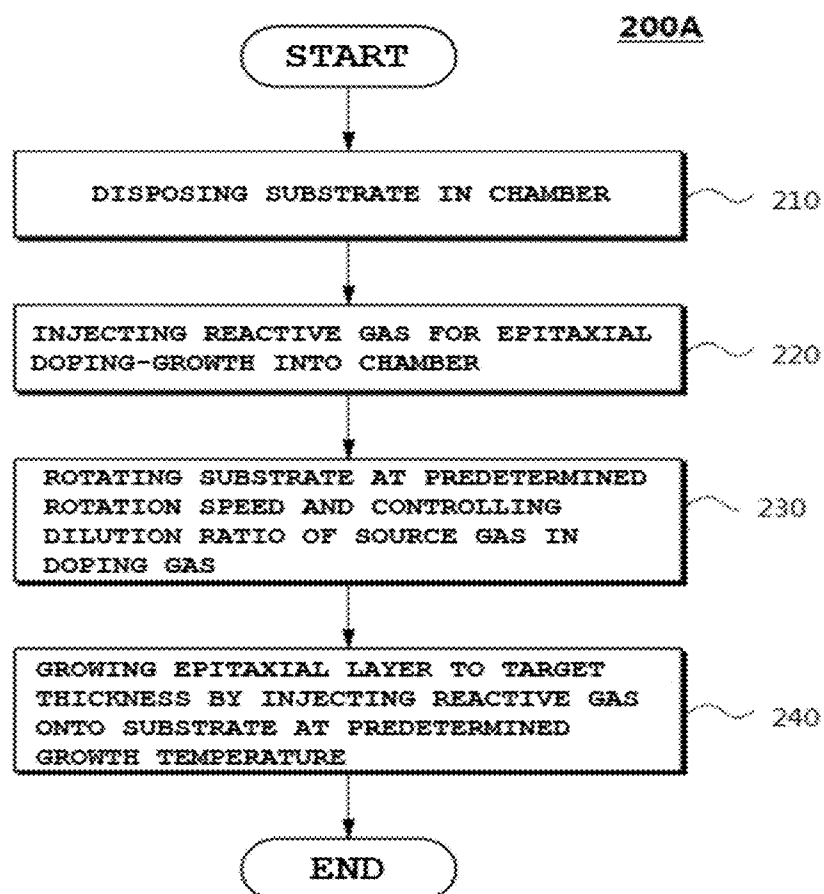 200A
START
DISPOSING SUBSTRATE IN CHAMBER
210
INJECTING REACTIVE GAS FOR EPITAXIAL
DOPING-GROWTH INTO CHAMBER
220
ROTATING SUBSTRATE AT PREDETERMINED
ROTATION SPEED AND CONTROLLING
DILUTION RATIO OF SOURCE GAS IN
DOPING GAS
230
GROWING EPITAXIAL LAYER TO TARGET
THICKNESS BY INJECTING REACTIVE GAS
ONTO SUBSTRATE AT PREDETERMINED
GROWTH TEMPERATURE
240
END